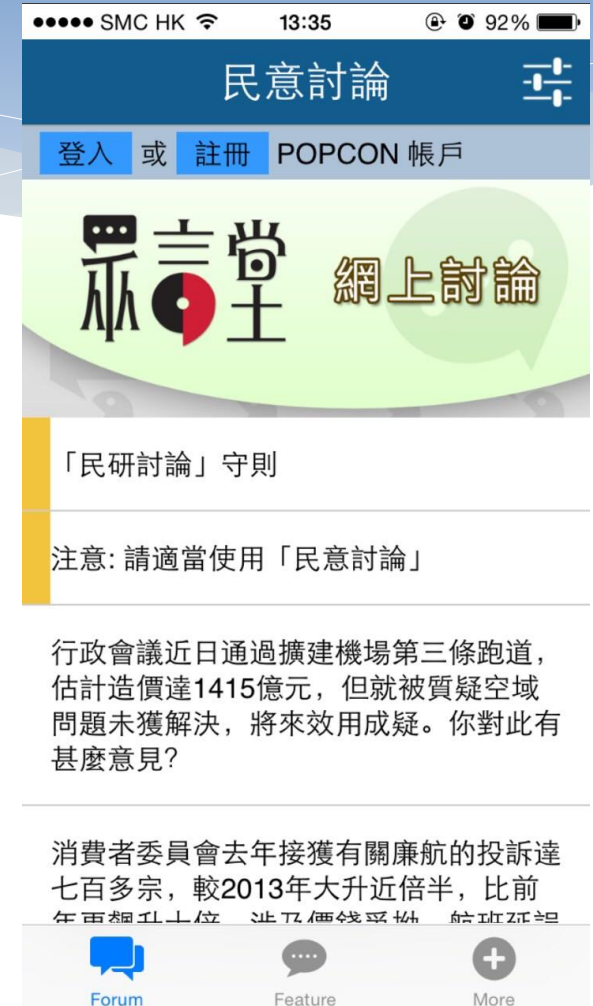 SMC HK 13:35 92%
民意討論
登入 或 註冊 POPCON 帳戶
眾言堂 網上討論
「民研討論」守則
注意: 請適當使用「民意討論」
行政會議近日通過擴建機場第三條跑道，
估計造價達1415億元，但就被質疑空域
問題未獲解決，將來效用成疑。你對此有
甚麼意見?
消費者委員會去年接獲有關廉航的投訴達
七百多宗，較2013年大升近倍半，比前
Forum Feature More